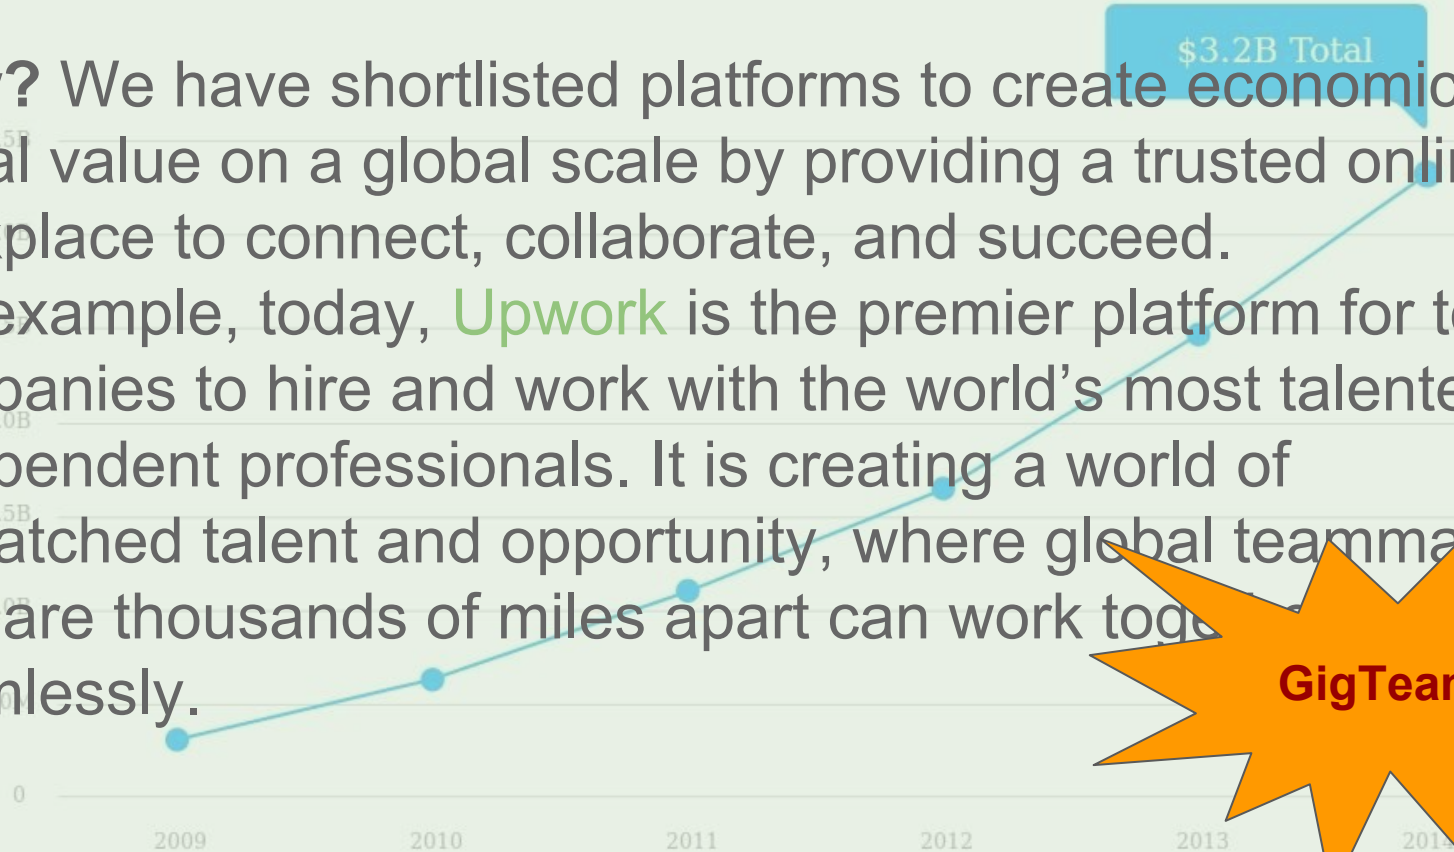 $3.2B Total
? We have shortlisted platforms to create economic
al value on a global scale by providing a trusted onli
place to connect, collaborate, and succeed.
example, today, Upwork is the premier platform for t
panies to hire and work with the world’s most talente
pendent professionals. It is creating a world of
atched talent and opportunity, where global teamma
are thousands of miles apart can work toge
nlessly.
GigTea
0
2009 2010 2011 2012 2013 201